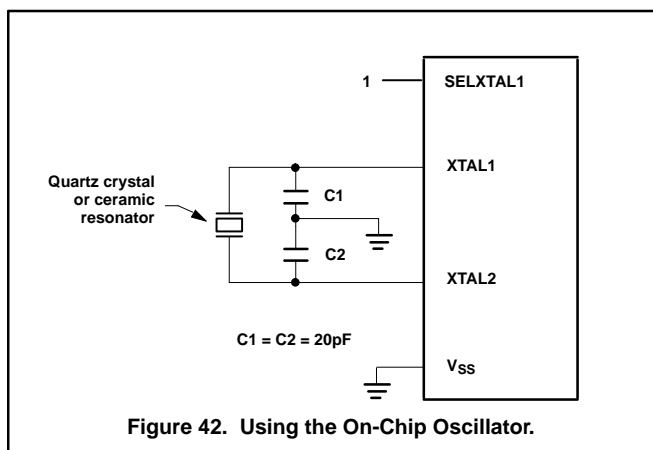 1 SELXTAL1
XTAL1
Quartz crystal
or ceramic
resonator
C1
C2
XTAL2
C1 = C2 = 20pF
VSS
Figure 42. Using the On-Chip Oscillator.